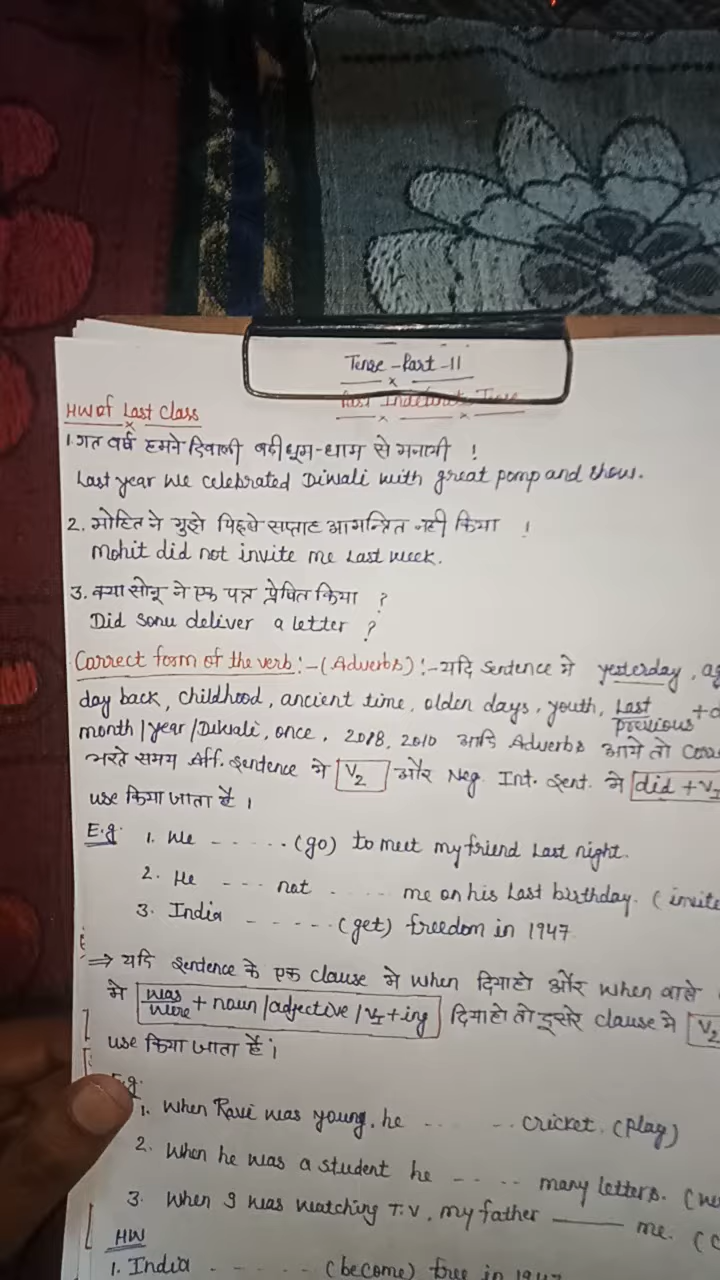 Tense-Part-11
Past Indefinite Tense
HW of Last Class
1. गत वर्ष हमने दिवाली बड़ी धूम-धाम से मनायी !
Last year we celebrated Diwali with great pomp and show.
2. मोहित ने मुझे पिछ्ले सप्ताह आमन्त्रित नहीं किया !
Mohit did not invite me Last week.
3. क्या सोनू ने एक पत्र प्रेषित किया ?
Did Sonu deliver a letter ?
Correct form of the verb:-(Adverbs):- यदि Sentence मे yesterday,
day back, childhood, ancient time, olden days, youth, Last previous +
month/year/Diwali, once, 2018, 2010 आदि Adverbs आये तो
भरते समय Aff. sentence मे V2 और Neg. Int. Sent. मे did + V1
use किया जाता है ।
E.g. 1. We ------ (go) to meet my friend Last night.
2. He --- not ---- me on his Last birthday. (invite
3. India ------ (get) freedom in 1947
⇒ यदि sentence के एक clause मे when दिया हो और when वाले
मे was were + noun/adjective/V1+ing दिया हो तो दूसरे clause मे V2
use किया जाता है ।
E.g.
1. When Ravi was young, he ---- cricket. (Play)
2. When he was a student he ---- many letters.
3. When I was watching T.V, my father ____ me.
HW
1. India ------ (become) free in 1947